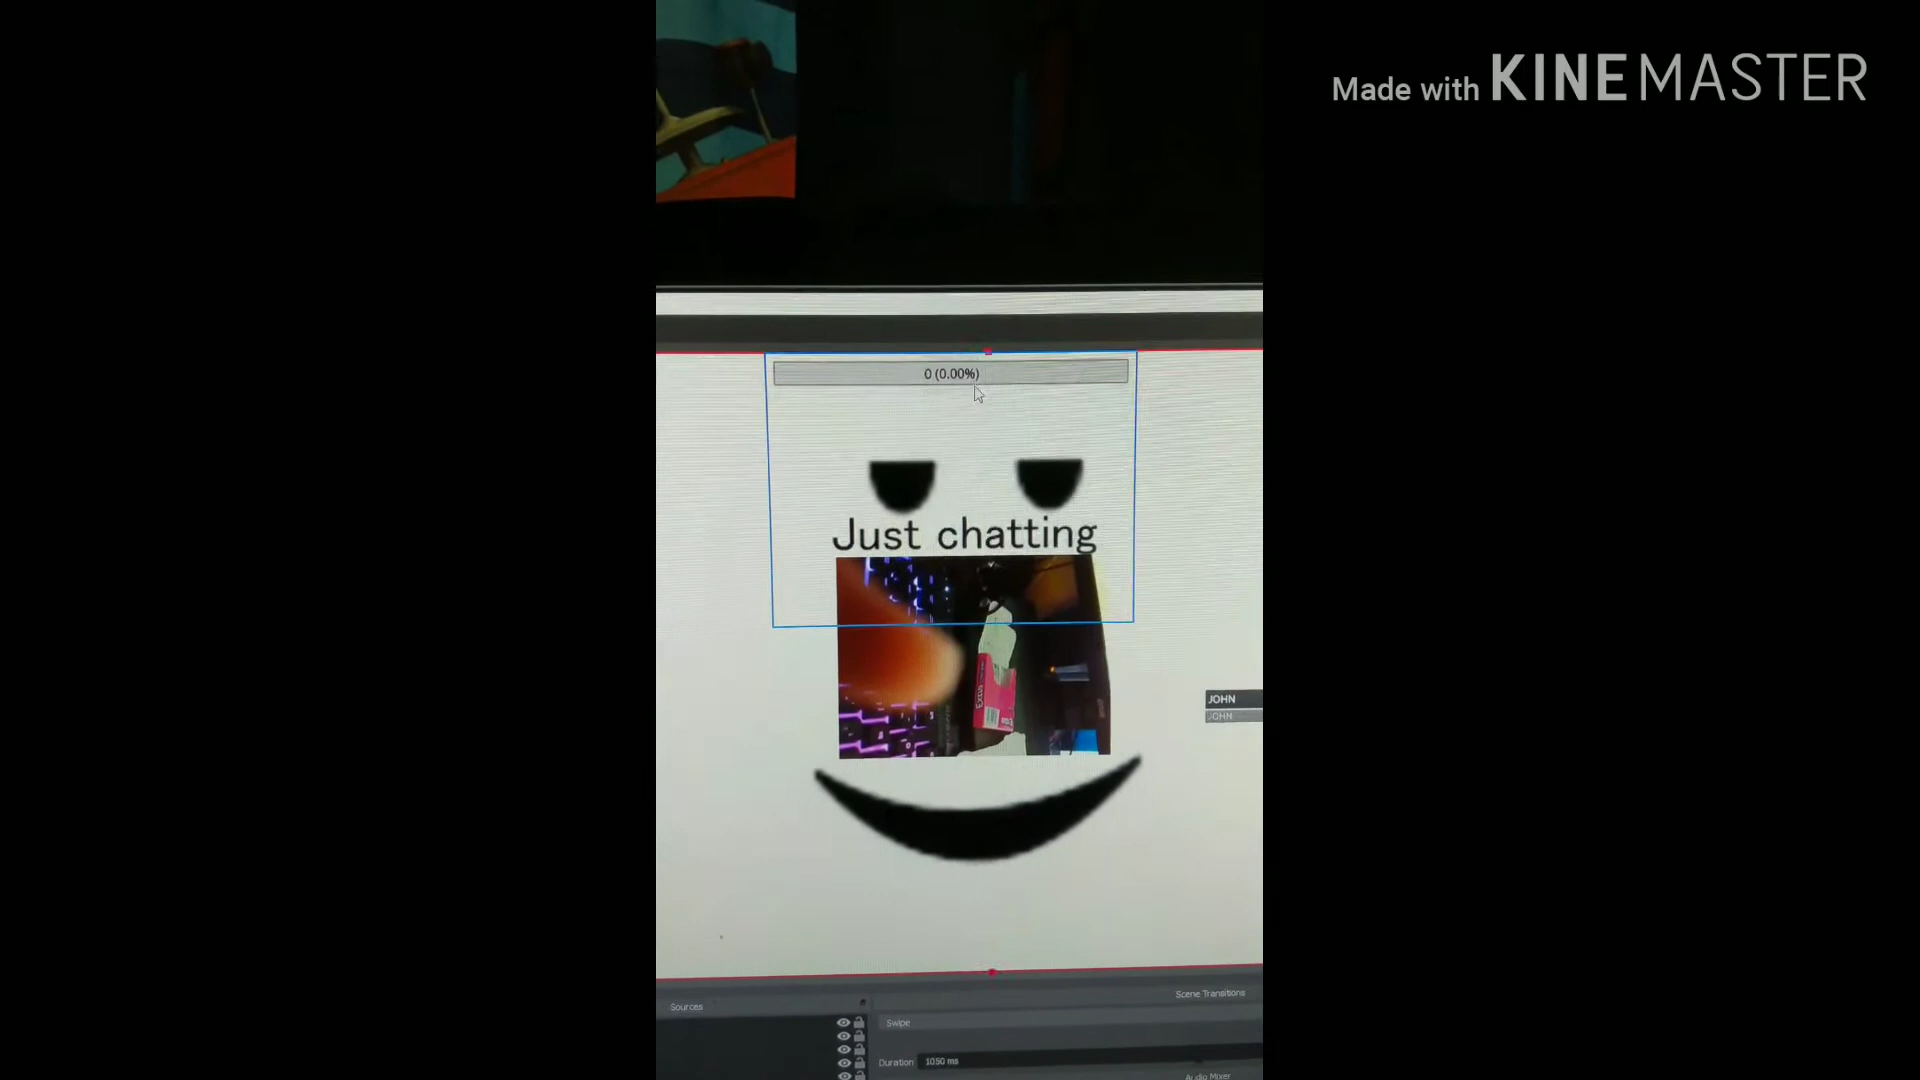 Made with KINEMASTER
0 (0.00%)
Just chatting
JOHN
JOHN
Sources
Scene Transitions
Swipe
Duration 1050 ms
Audio Mixer